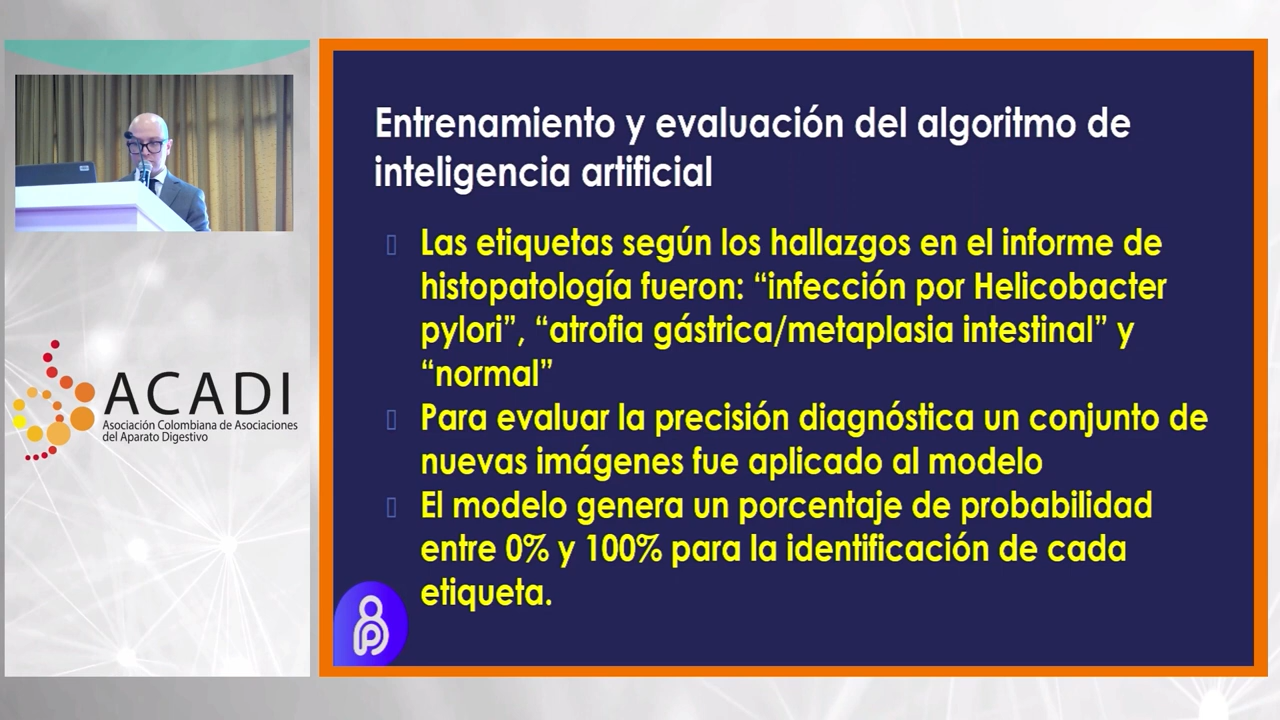 Entrenamiento y evaluación del algoritmo de
inteligencia artificial
Las etiquetas según los hallazgos en el informe de
histopatología fueron: “infección por Helicobacter
pylori”, “atrofia gástrica/metaplasia intestinal” y
“normal”
Para evaluar la precisión diagnóstica un conjunto de
nuevas imágenes fue aplicado al modelo
El modelo genera un porcentaje de probabilidad
entre 0% y 100% para la identificación de cada
etiqueta.
ACADI
Asociación Colombiana de Asociaciones
del Aparato Digestivo